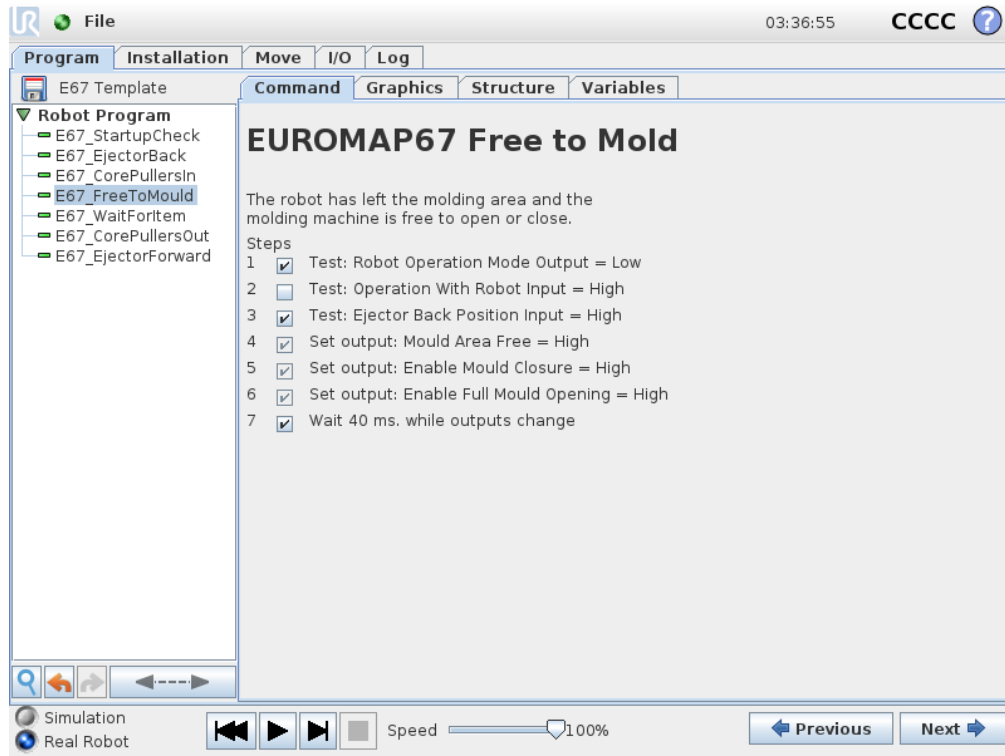 UR File 03:36:55 CCCC ?
Program Installation Move I/O Log
E67 Template
Command Graphics Structure Variables
Robot Program
E67_StartupCheck
E67_EjectorBack
E67_CorePullersIn
E67_FreeToMould
E67_WaitForItem
E67_CorePullersOut
E67_EjectorForward
EUROMAP67 Free to Mold
The robot has left the molding area and the
molding machine is free to open or close.
Steps
1 Test: Robot Operation Mode Output = Low
2 Test: Operation With Robot Input = High
3 Test: Ejector Back Position Input = High
4 Set output: Mould Area Free = High
5 Set output: Enable Mould Closure = High
6 Set output: Enable Full Mould Opening = High
7 Wait 40 ms. while outputs change
Simulation
Real Robot
Speed 100%
Previous Next